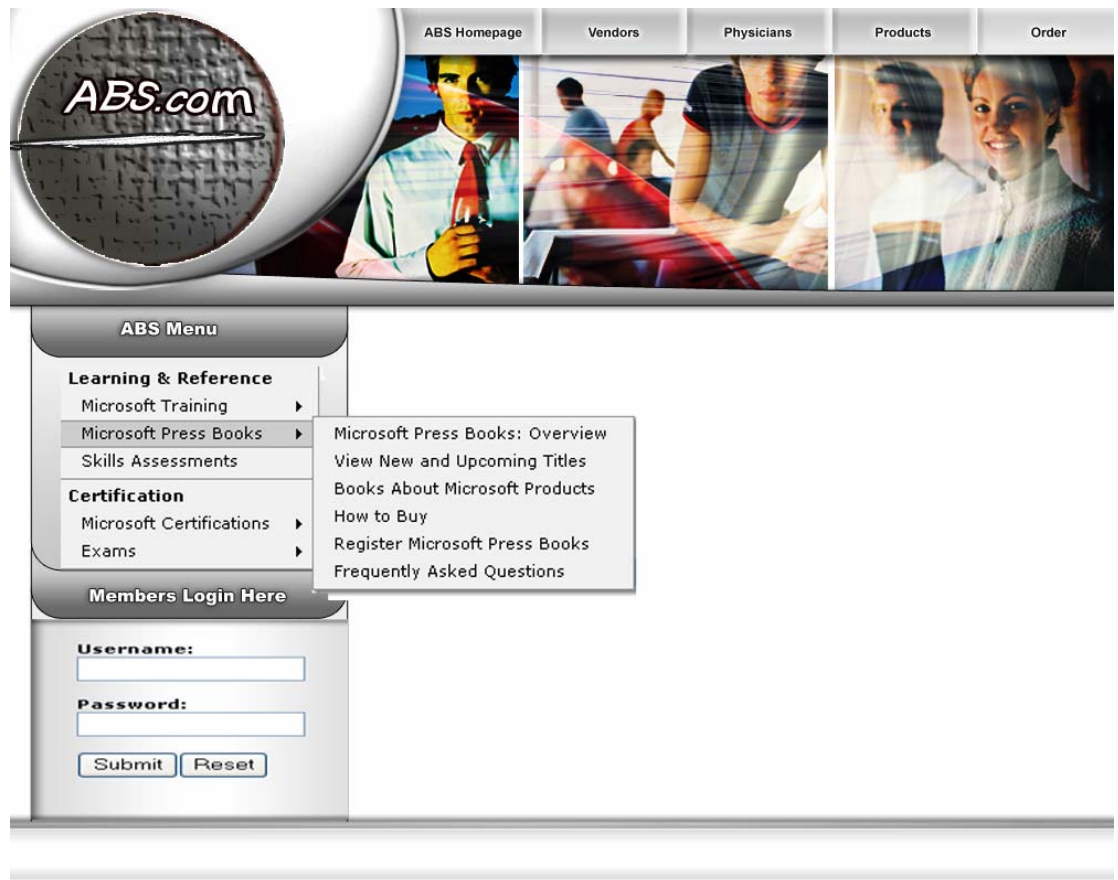 ABS.com
ABS Homepage
Vendors
Physicians
Products
Order
ABS Menu
Learning & Reference
Microsoft Training
Microsoft Press Books
Skills Assessments
Certification
Microsoft Certifications
Exams
Microsoft Press Books: Overview
View New and Upcoming Titles
Books About Microsoft Products
How to Buy
Register Microsoft Press Books
Frequently Asked Questions
Members Login Here
Username:
Password:
Submit
Reset